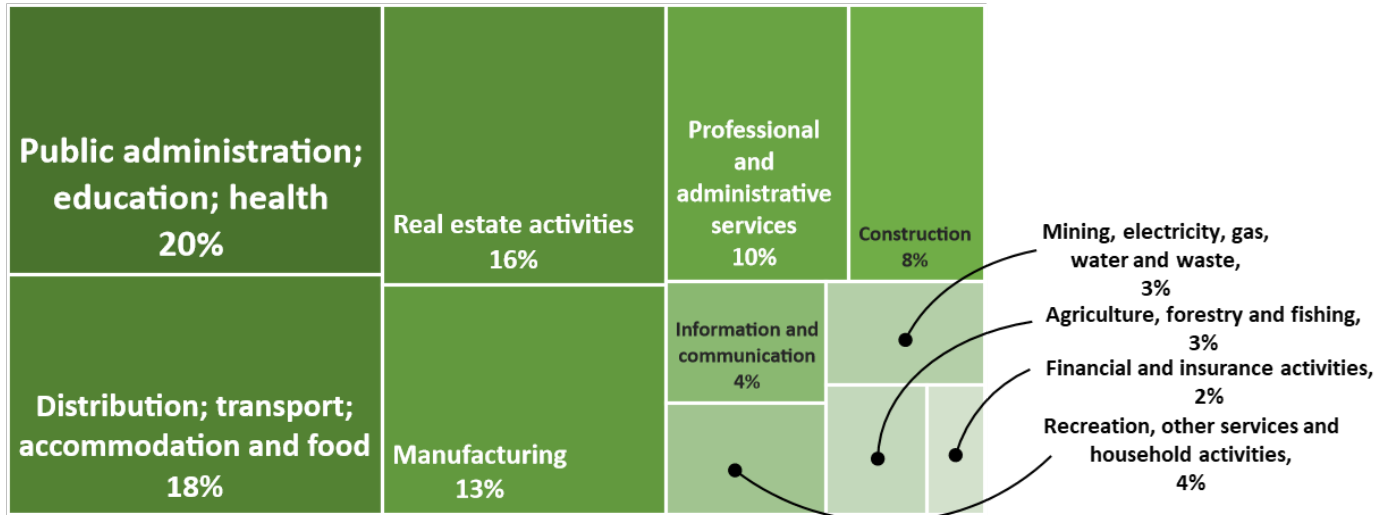 Public administration;
education; health
20%
Distribution; transport;
accommodation and food
18%
Real estate activities
16%
Manufacturing
13%
Professional
and
administrative
services
10%
Construction
8%
Information and
communication
4%
Mining, electricity, gas,
water and waste,
3%
Agriculture, forestry and fishing,
3%
Financial and insurance activities,
2%
Recreation, other services and
household activities,
4%